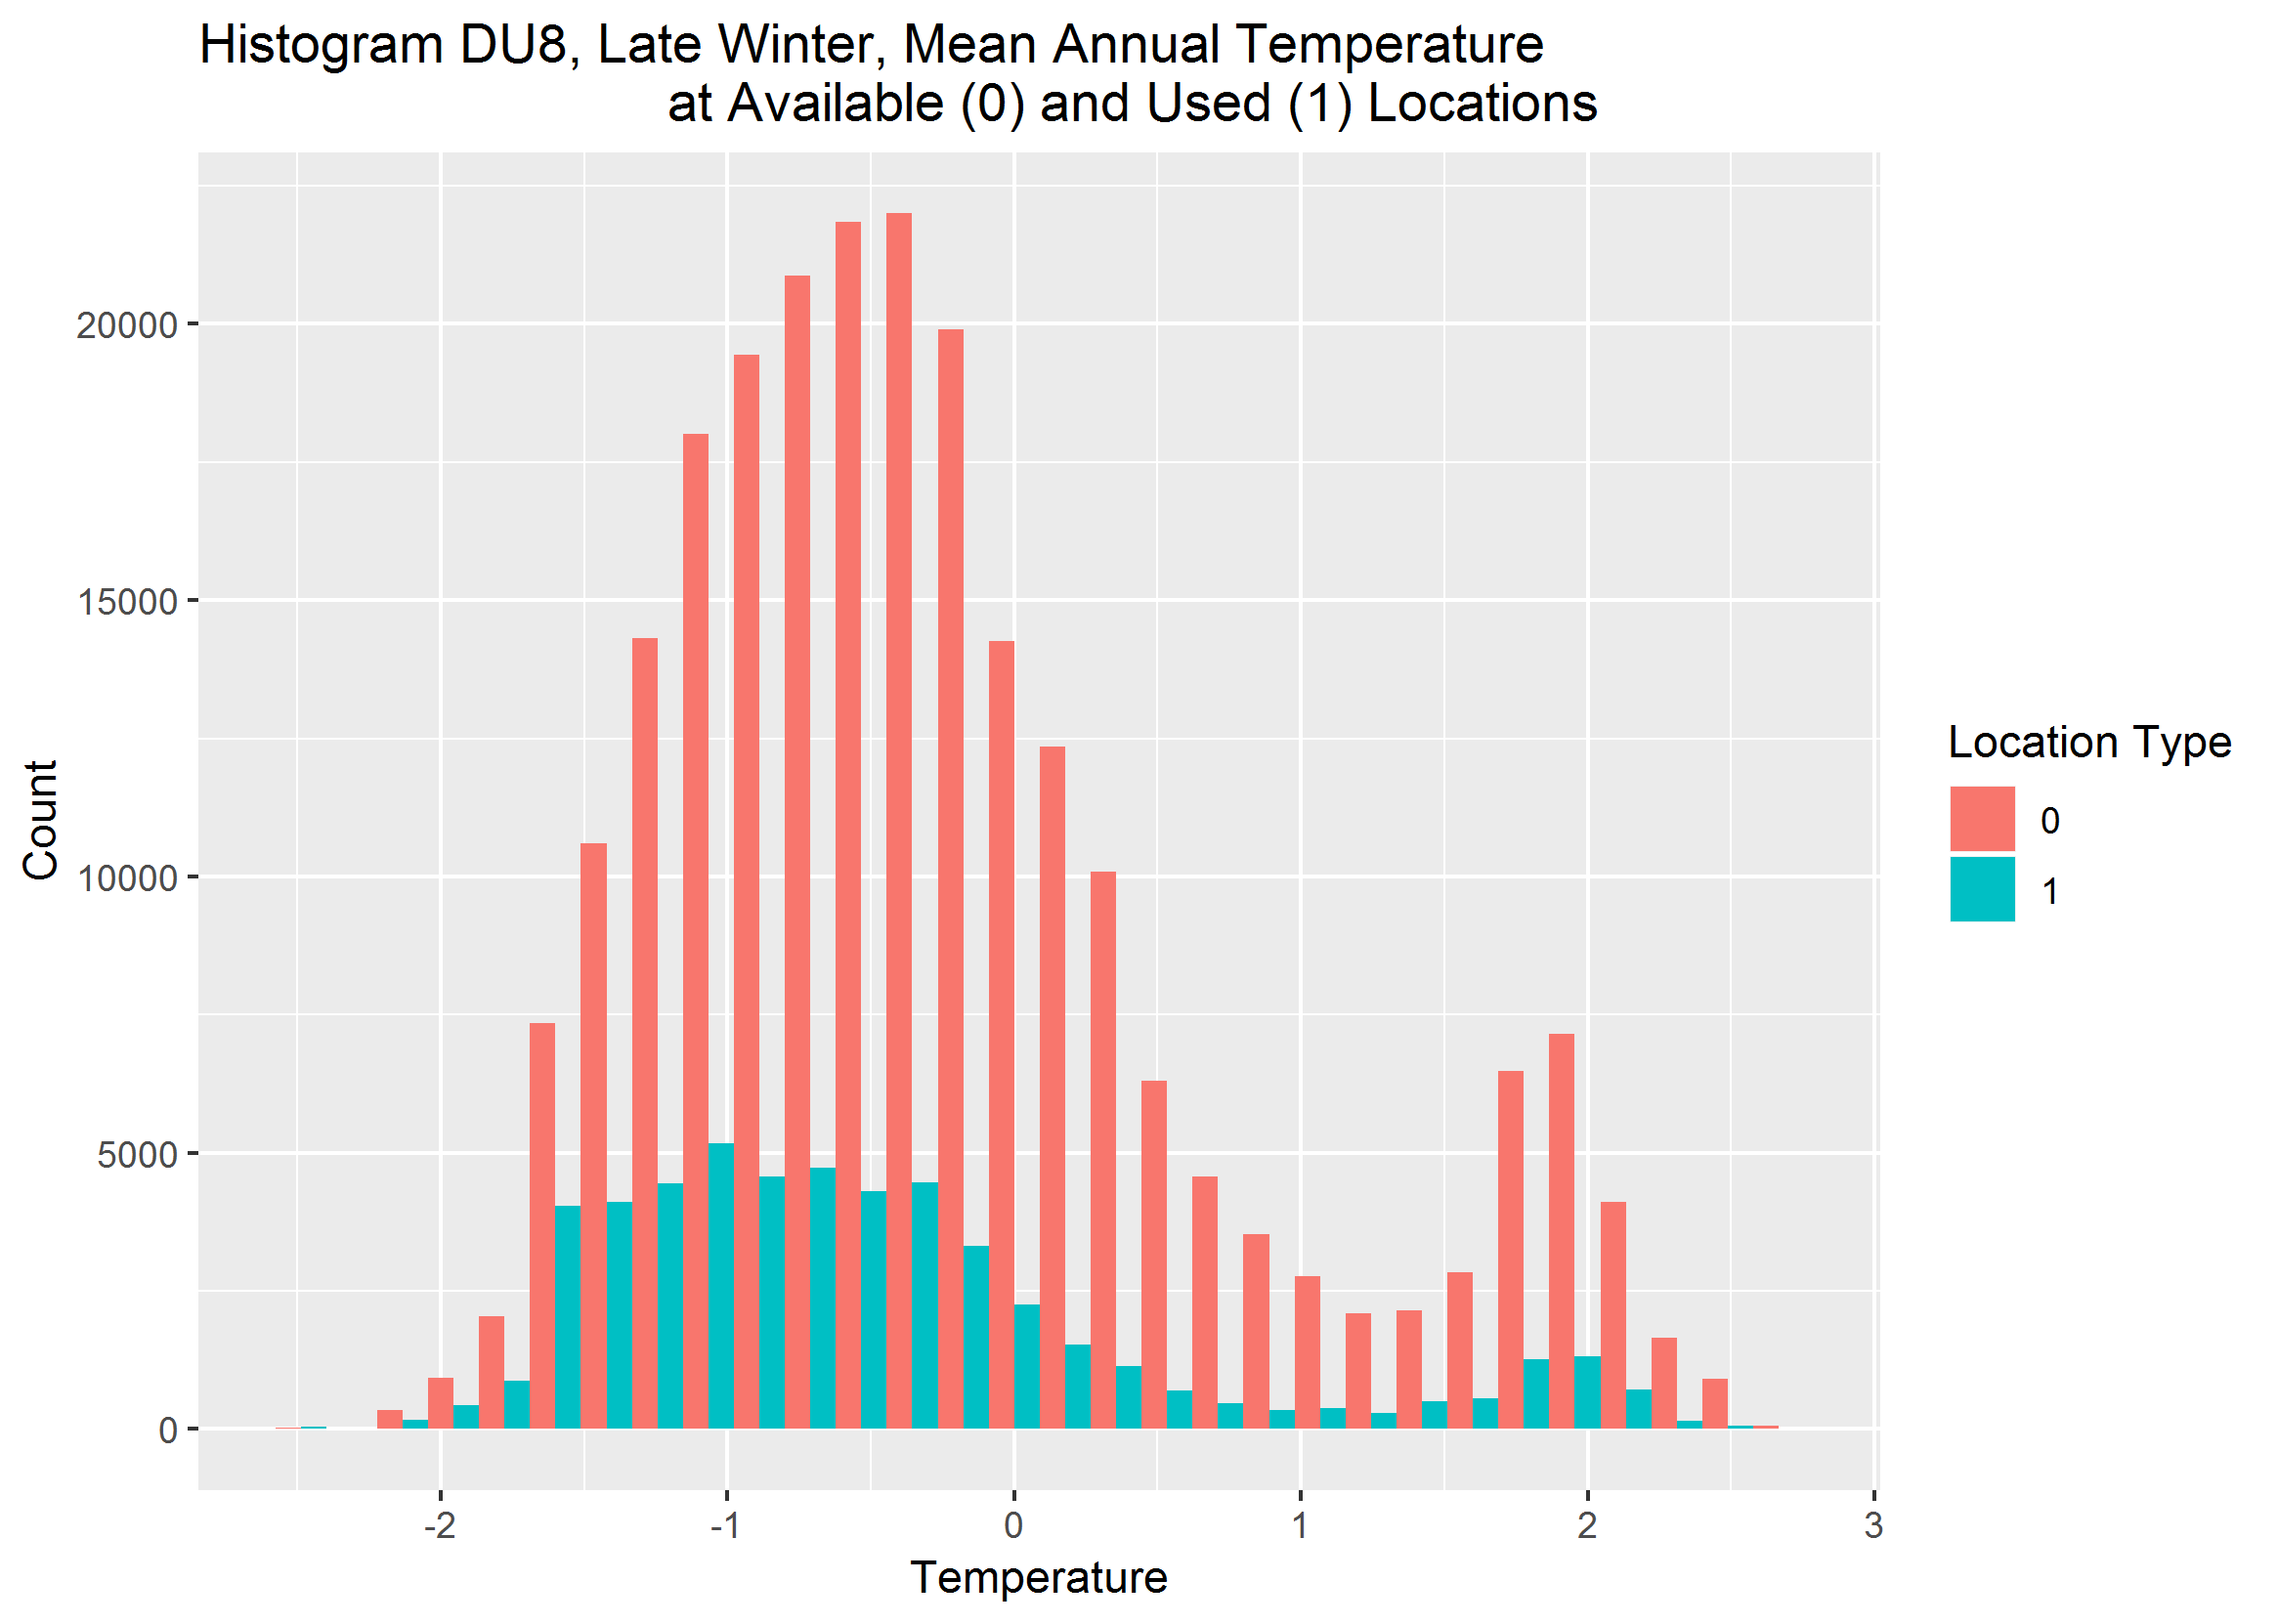 Histogram DU8, Late Winter, Mean Annual Temperature
at Available (0) and Used (1) Locations
Count
20000
15000
10000
5000
0
-2 -1 0 1 2 3
Temperature
Location Type
0
1